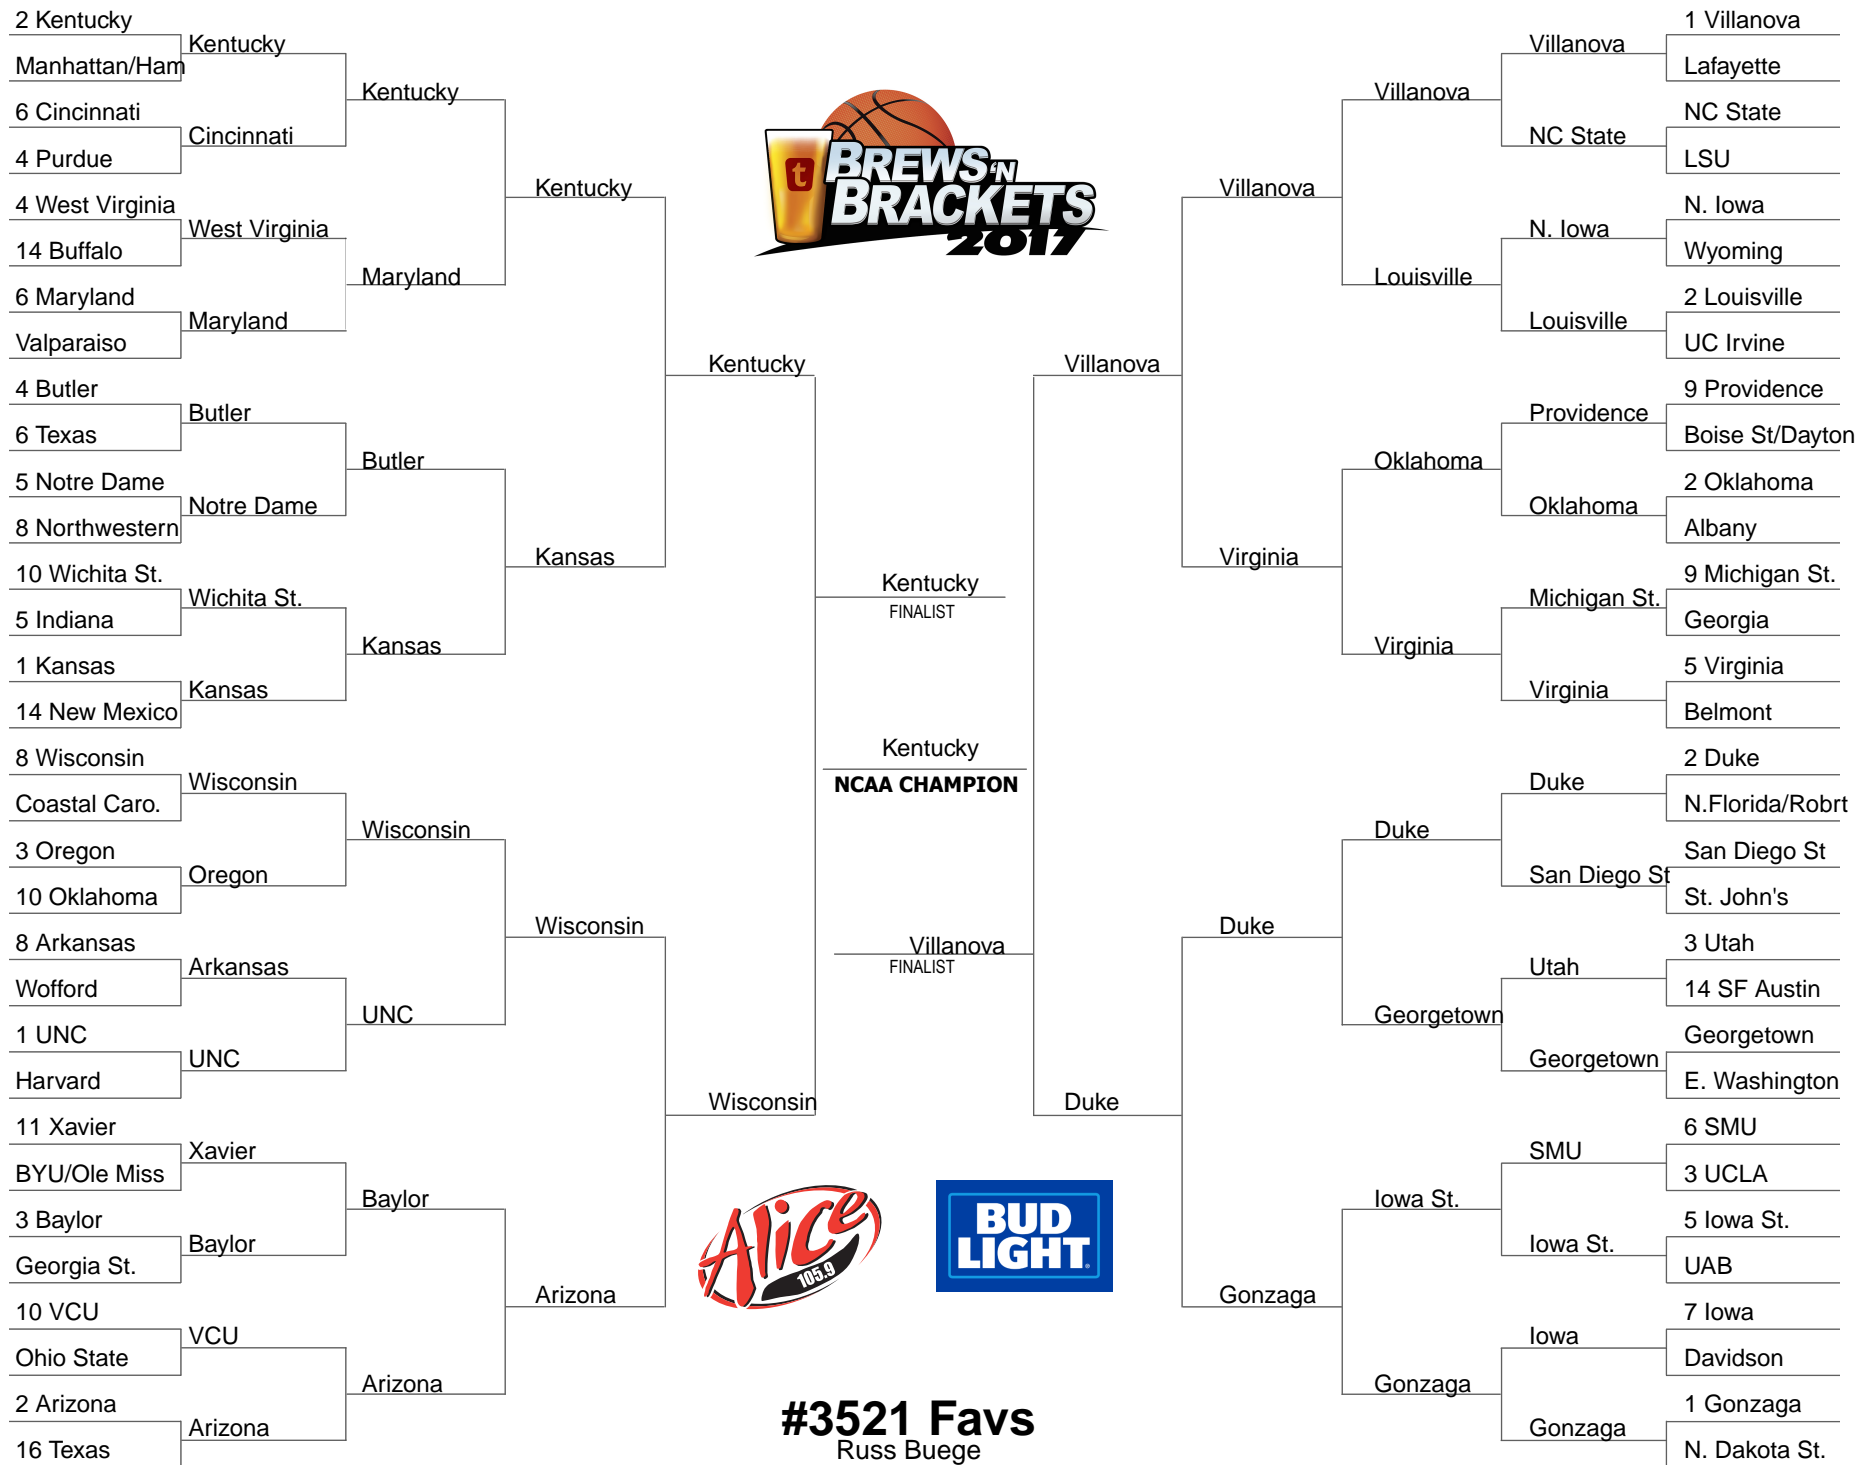 2 Kentucky
Manhattan/Ham
6 Cincinnati
4 Purdue
4 West Virginia
14 Buffalo
6 Maryland
Valparaiso
4 Butler
6 Texas
5 Notre Dame
8 Northwestern
10 Wichita St.
5 Indiana
1 Kansas
14 New Mexico
8 Wisconsin
Coastal Caro.
3 Oregon
10 Oklahoma
8 Arkansas
Wofford
1 UNC
Harvard
11 Xavier
BYU/Ole Miss
3 Baylor
Georgia St.
10 VCU
Ohio State
2 Arizona
16 Texas
Kentucky
Cincinnati
West Virginia
Maryland
Butler
Notre Dame
Wichita St.
Kansas
Wisconsin
Oregon
Arkansas
UNC
Xavier
Baylor
VCU
Arizona
Kentucky
Maryland
Butler
Kansas
Wisconsin
UNC
Baylor
Arizona
Kentucky
Kansas
Wisconsin
Arizona
Kentucky
Wisconsin
t
BREWS 'N
BRACKETS
2017
Kentucky
FINALIST
Kentucky
NCAA CHAMPION
Villanova
FINALIST
Alice
105.9
BUD
LIGHT
#3521 Favs
Russ Buege
Villanova
Duke
Villanova
Virginia
Duke
Gonzaga
Villanova
Louisville
Oklahoma
Virginia
Duke
Georgetown
Iowa St.
Gonzaga
Villanova
NC State
N. Iowa
Louisville
Providence
Oklahoma
Michigan St.
Virginia
Duke
San Diego St
Utah
Georgetown
SMU
Iowa St.
Iowa
Gonzaga
1 Villanova
Lafayette
NC State
LSU
N. Iowa
Wyoming
2 Louisville
UC Irvine
9 Providence
Boise St/Dayton
2 Oklahoma
Albany
9 Michigan St.
Georgia
5 Virginia
Belmont
2 Duke
N.Florida/Robrt
San Diego St
St. John's
3 Utah
14 SF Austin
Georgetown
E. Washington
6 SMU
3 UCLA
5 Iowa St.
UAB
7 Iowa
Davidson
1 Gonzaga
N. Dakota St.